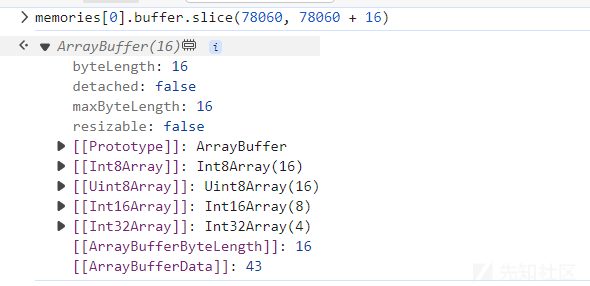 memories[0].buffer.slice(78060, 78060 + 16)
ArrayBuffer(16) i
byteLength: 16
detached: false
maxByteLength: 16
resizable: false
[[Prototype]]: ArrayBuffer
[[Int8Array]]: Int8Array(16)
[[Uint8Array]]: Uint8Array(16)
[[Int16Array]]: Int16Array(8)
[[Int32Array]]: Int32Array(4)
[[ArrayBufferByteLength]]: 16
[[ArrayBufferData]]: 43
先知社区